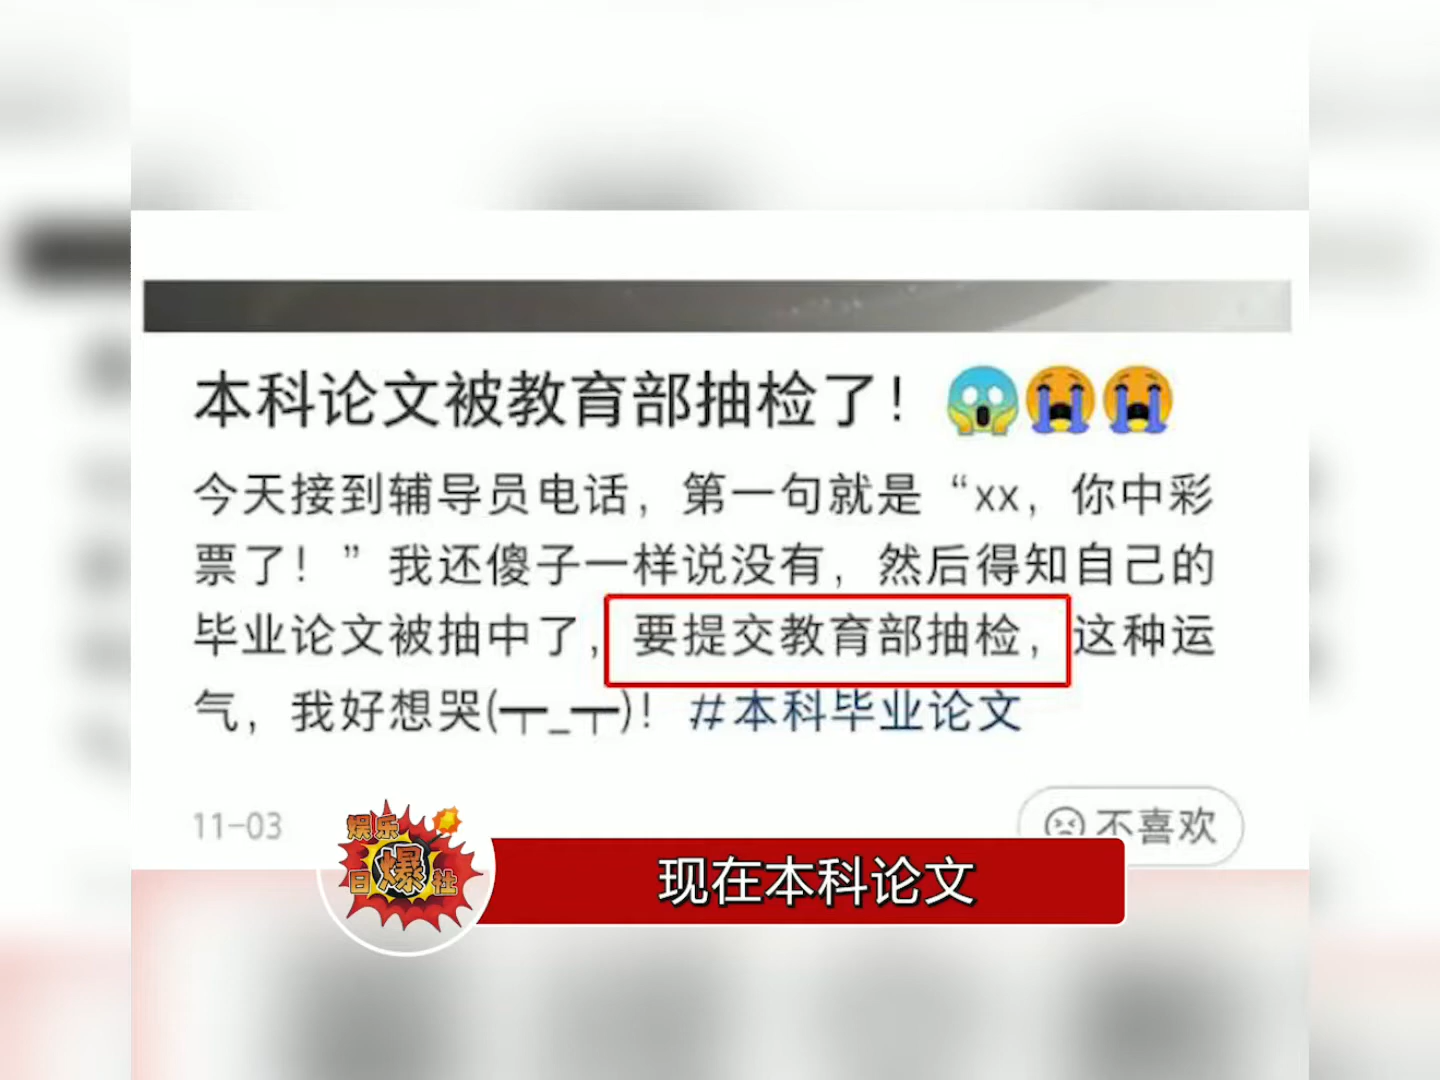 本科论文被教育部抽检了！😱😭😭
今天接到辅导员电话，第一句就是“xx，你中彩
票了！”我还傻子一样说没有，然后得知自己的
毕业论文被抽中了，要提交教育部抽检，这种运
气，我好想哭(┭_┭)！#本科毕业论文
11-03
不喜欢
娱乐
日爆社
现在本科论文